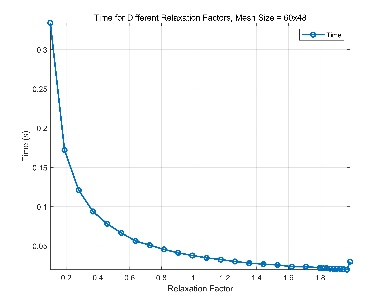 Time for Different Relaxation Factors, Mesh Size = 60x48
Time
0.3
0.25
0.2
0.15
0.1
0.05
Time (s)
0.2 0.4 0.6 0.8 1 1.2 1.4 1.6 1.8
Relaxation Factor